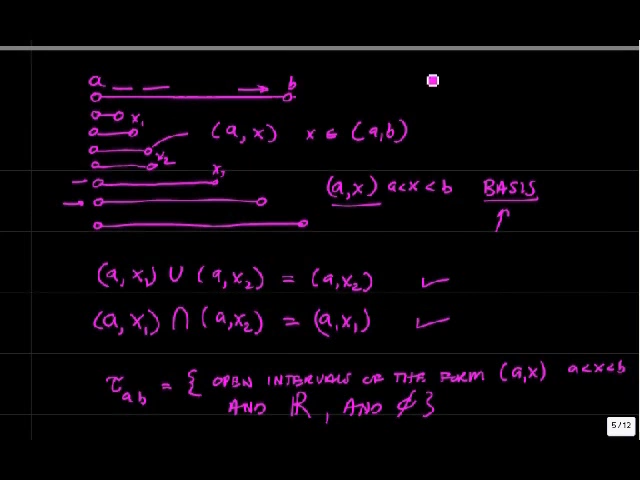 a b
x₁
(a, x) x ∈ (a,b)
x₂
x₃
(a,x) a<x<b BASIS
(a, x₁) ∪ (a, x₂) = (a, x₂) ✓
(a, x₁) ∩ (a, x₂) = (a, x₁) ✓
τab = { OPEN INTERVALS OF THE FORM (a,x) a<x<b
AND ℝ, AND ∅ }
5/12